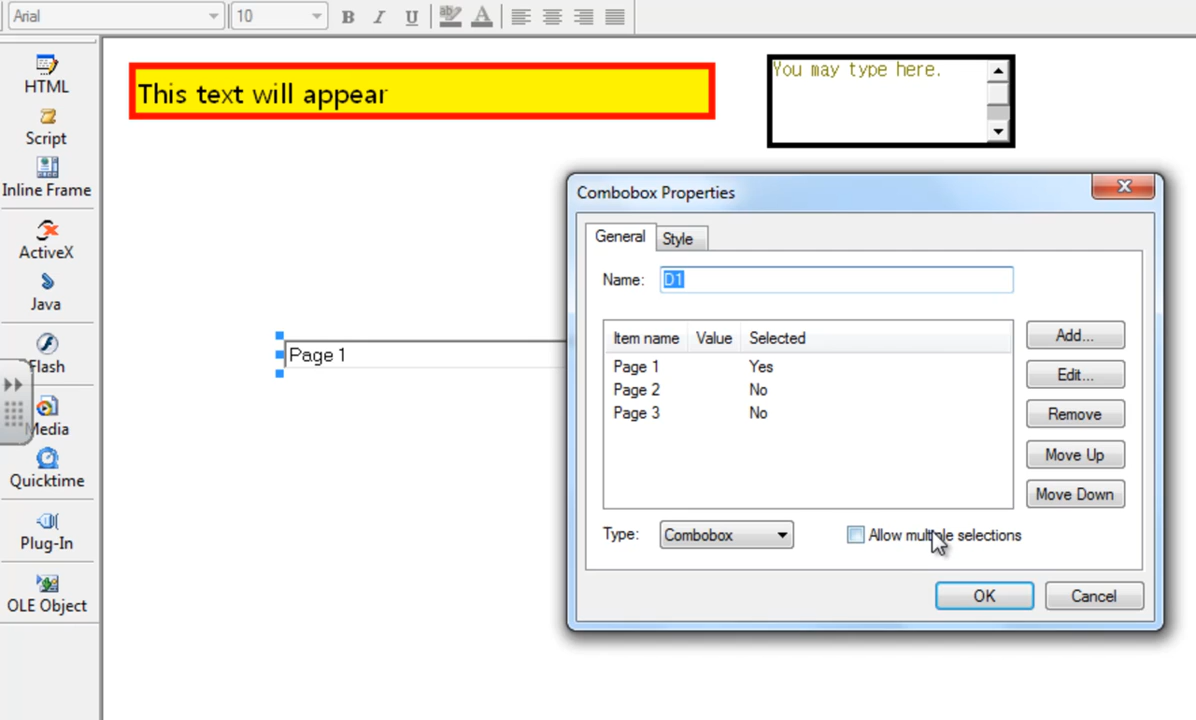 Arial
10
B I U ab A
HTML
Script
Inline Frame
ActiveX
Java
Flash
Media
Quicktime
Plug-In
OLE Object
This text will appear
You may type here.
Page 1
Combobox Properties
General Style
Name: D1
Item name Value Selected
Page 1 Yes
Page 2 No
Page 3 No
Add...
Edit...
Remove
Move Up
Move Down
Type: Combobox Allow multiple selections
OK Cancel